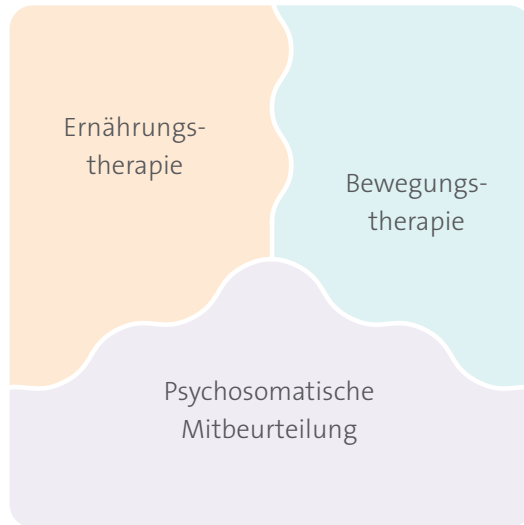 Ernährungs-
therapie
Bewegungs-
therapie
Psychosomatische
Mitbeurteilung